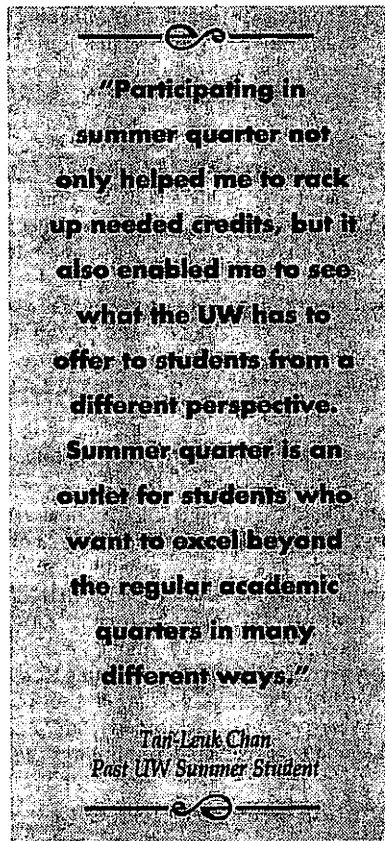 "Participating in
summer quarter not
only helped me to rack
up needed credits, but it
also enabled me to see
what the UW has to
offer to students from a
different perspective.
Summer quarter is an
outlet for students who
want to excel beyond
the regular academic
quarters in many
different ways."
Tan-Leuk Chan
Past UW Summer Student